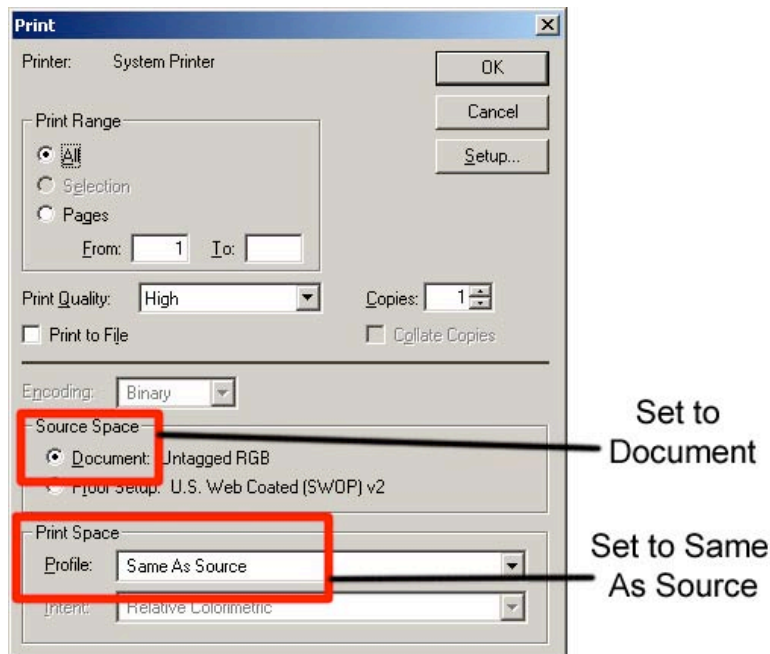 Print
Printer: System Printer
OK
Cancel
Setup...
Print Range
All
Selection
Pages
From: 1 To:
Print Quality: High
Copies: 1
Print to File
Collate Copies
Encoding: Binary
Source Space
Document: Untagged RGB
Proof Setup: U.S. Web Coated (SWOP) v2
Set to
Document
Print Space
Profile: Same As Source
Intent: Relative Colorimetric
Set to Same
As Source